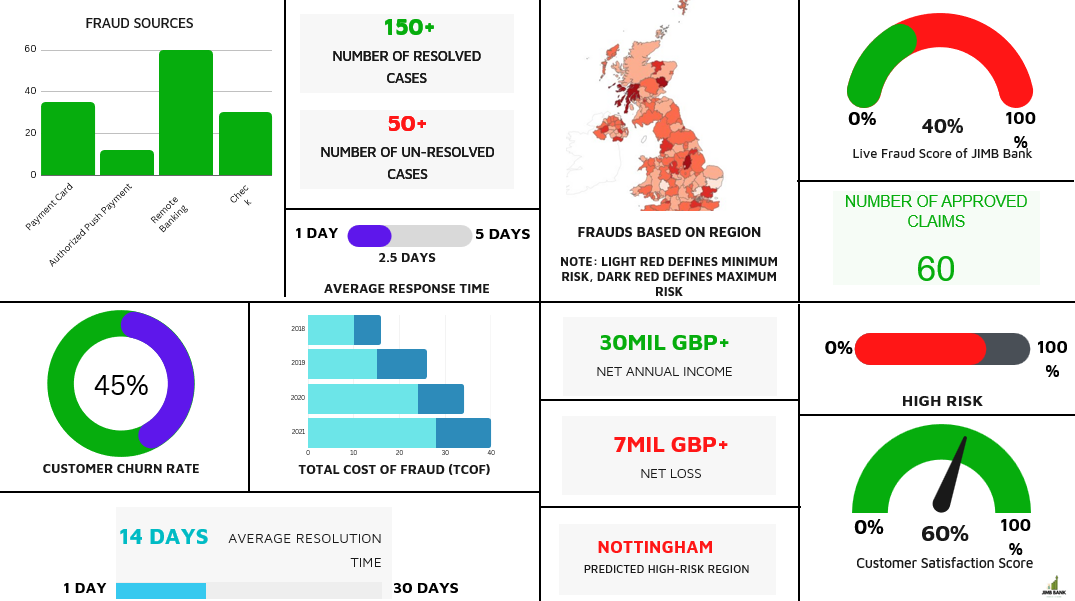 FRAUD SOURCES
60
40
20
0
Payment Card
Authorized Push Payment
Remote
Banking
Chec
k
150+
NUMBER OF RESOLVED
CASES
50+
NUMBER OF UN-RESOLVED
CASES
1 DAY
5 DAYS
2.5 DAYS
AVERAGE RESPONSE TIME
FRAUDS BASED ON REGION
NOTE: LIGHT RED DEFINES MINIMUM
RISK, DARK RED DEFINES MAXIMUM
RISK
0%
40%
100
%
Live Fraud Score of JIMB Bank
NUMBER OF APPROVED
CLAIMS
60
45%
CUSTOMER CHURN RATE
2018
2019
2020
2021
0
10
20
30
40
TOTAL COST OF FRAUD (TCOF)
30MIL GBP+
NET ANNUAL INCOME
7MIL GBP+
NET LOSS
NOTTINGHAM
PREDICTED HIGH-RISK REGION
0%
100
%
HIGH RISK
0%
60%
100
%
Customer Satisfaction Score
14 DAYS
AVERAGE RESOLUTION
TIME
1 DAY
30 DAYS
JIMB BANK